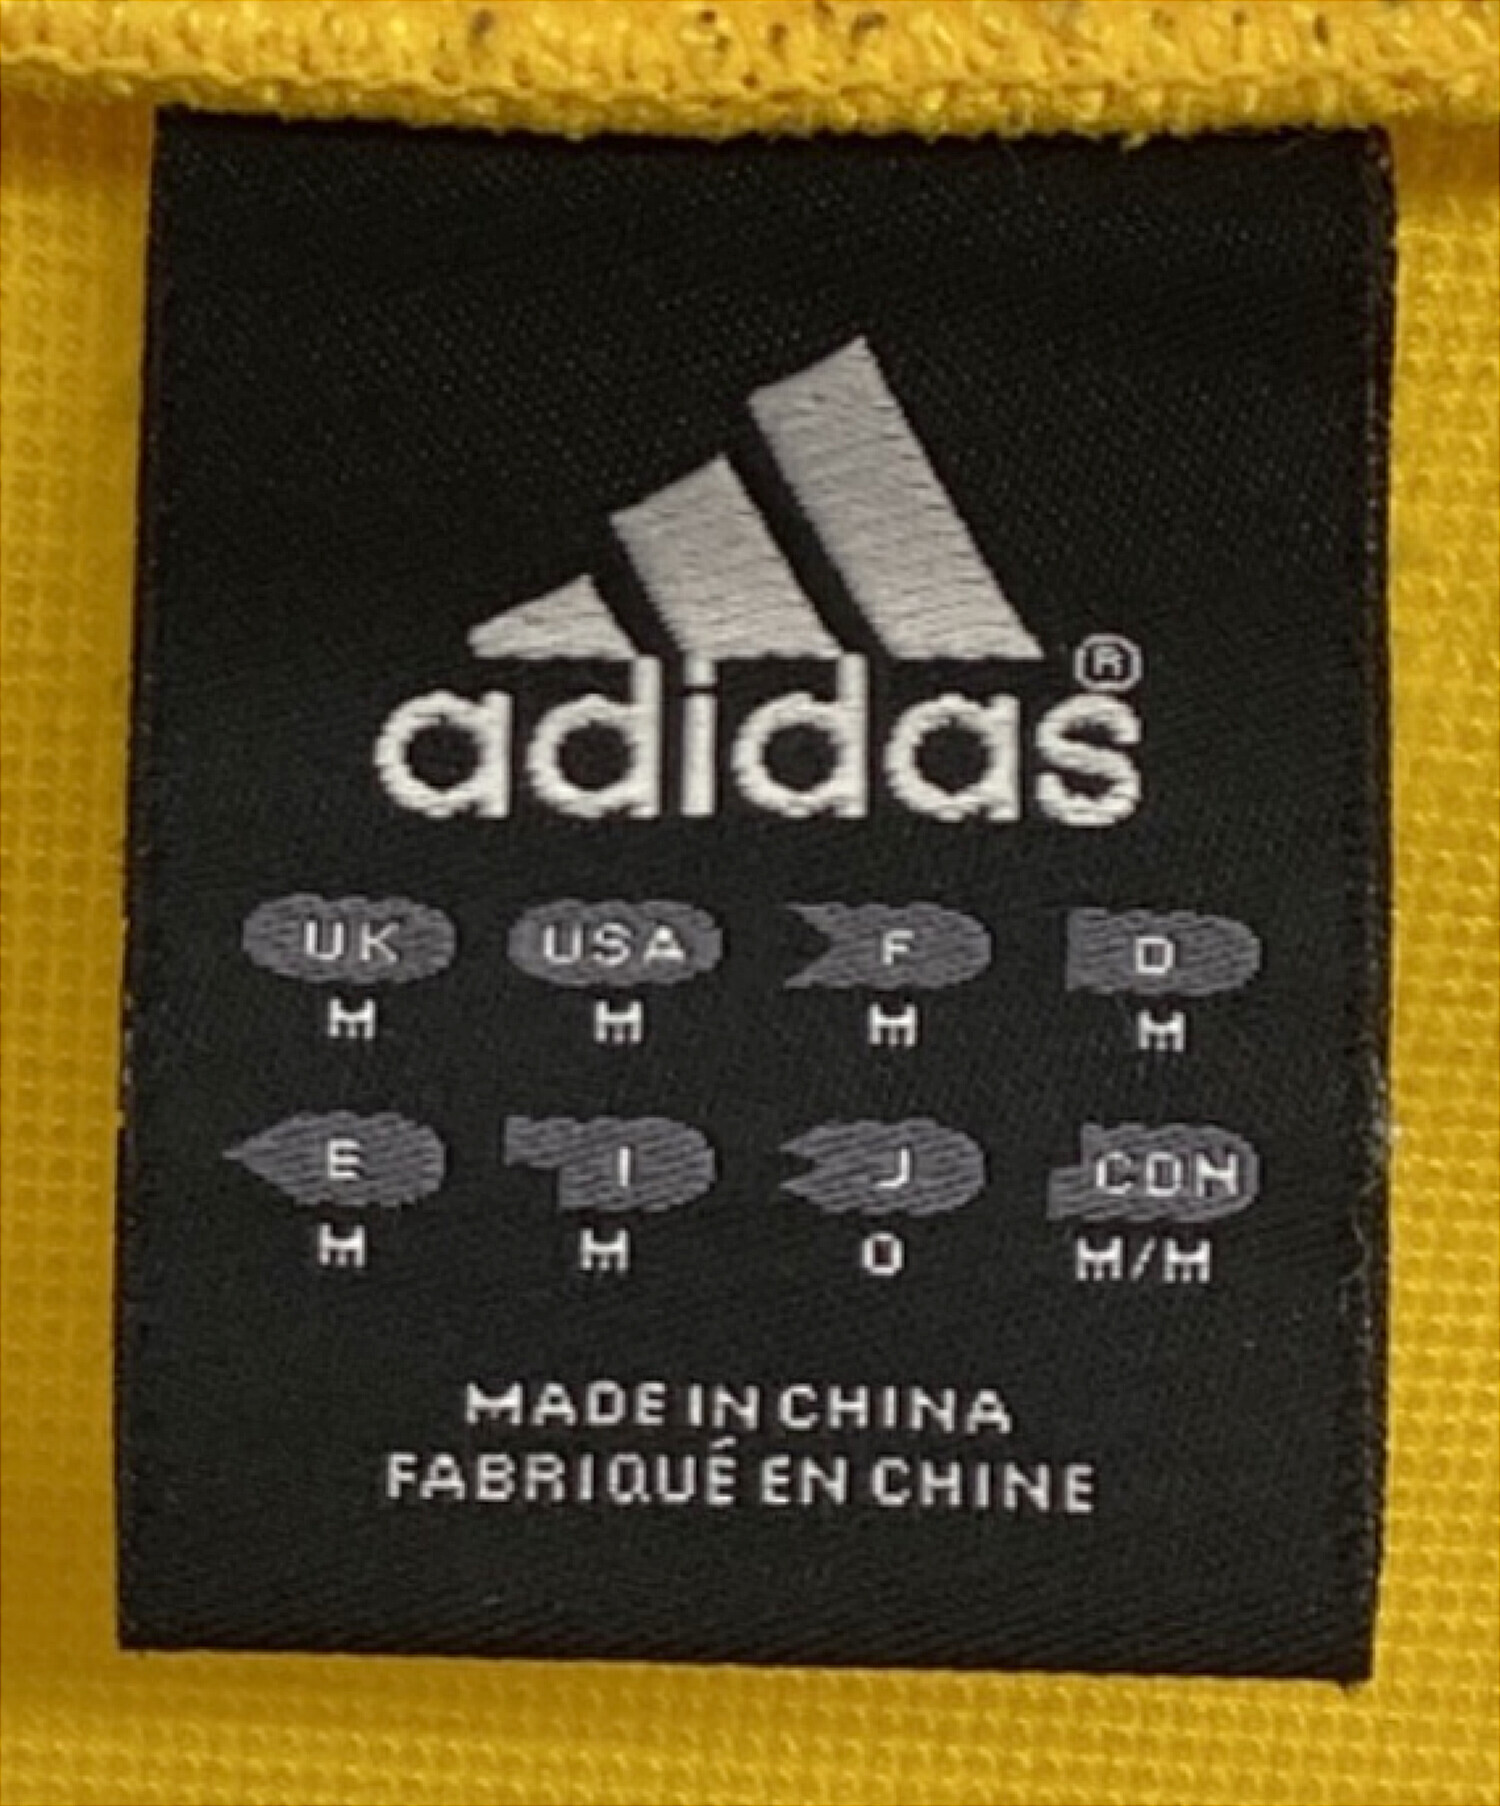 adidas®
UK USA F D
M M M M
E I J CDN
M M O M/M
MADE IN CHINA
FABRIQUÉ EN CHINE